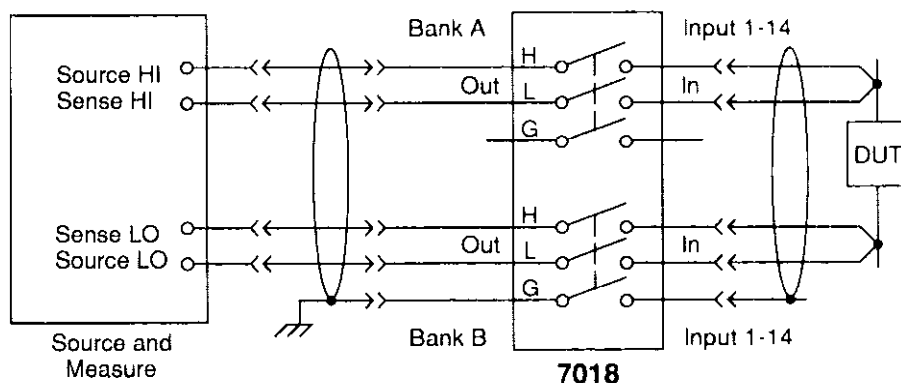 Bank A
Input 1-14
Source HI
H
Sense HI
Out
L
In
G
DUT
Sense LO
H
Source LO
Out
L
In
G
Bank B
Input 1-14
Source and
Measure
7018